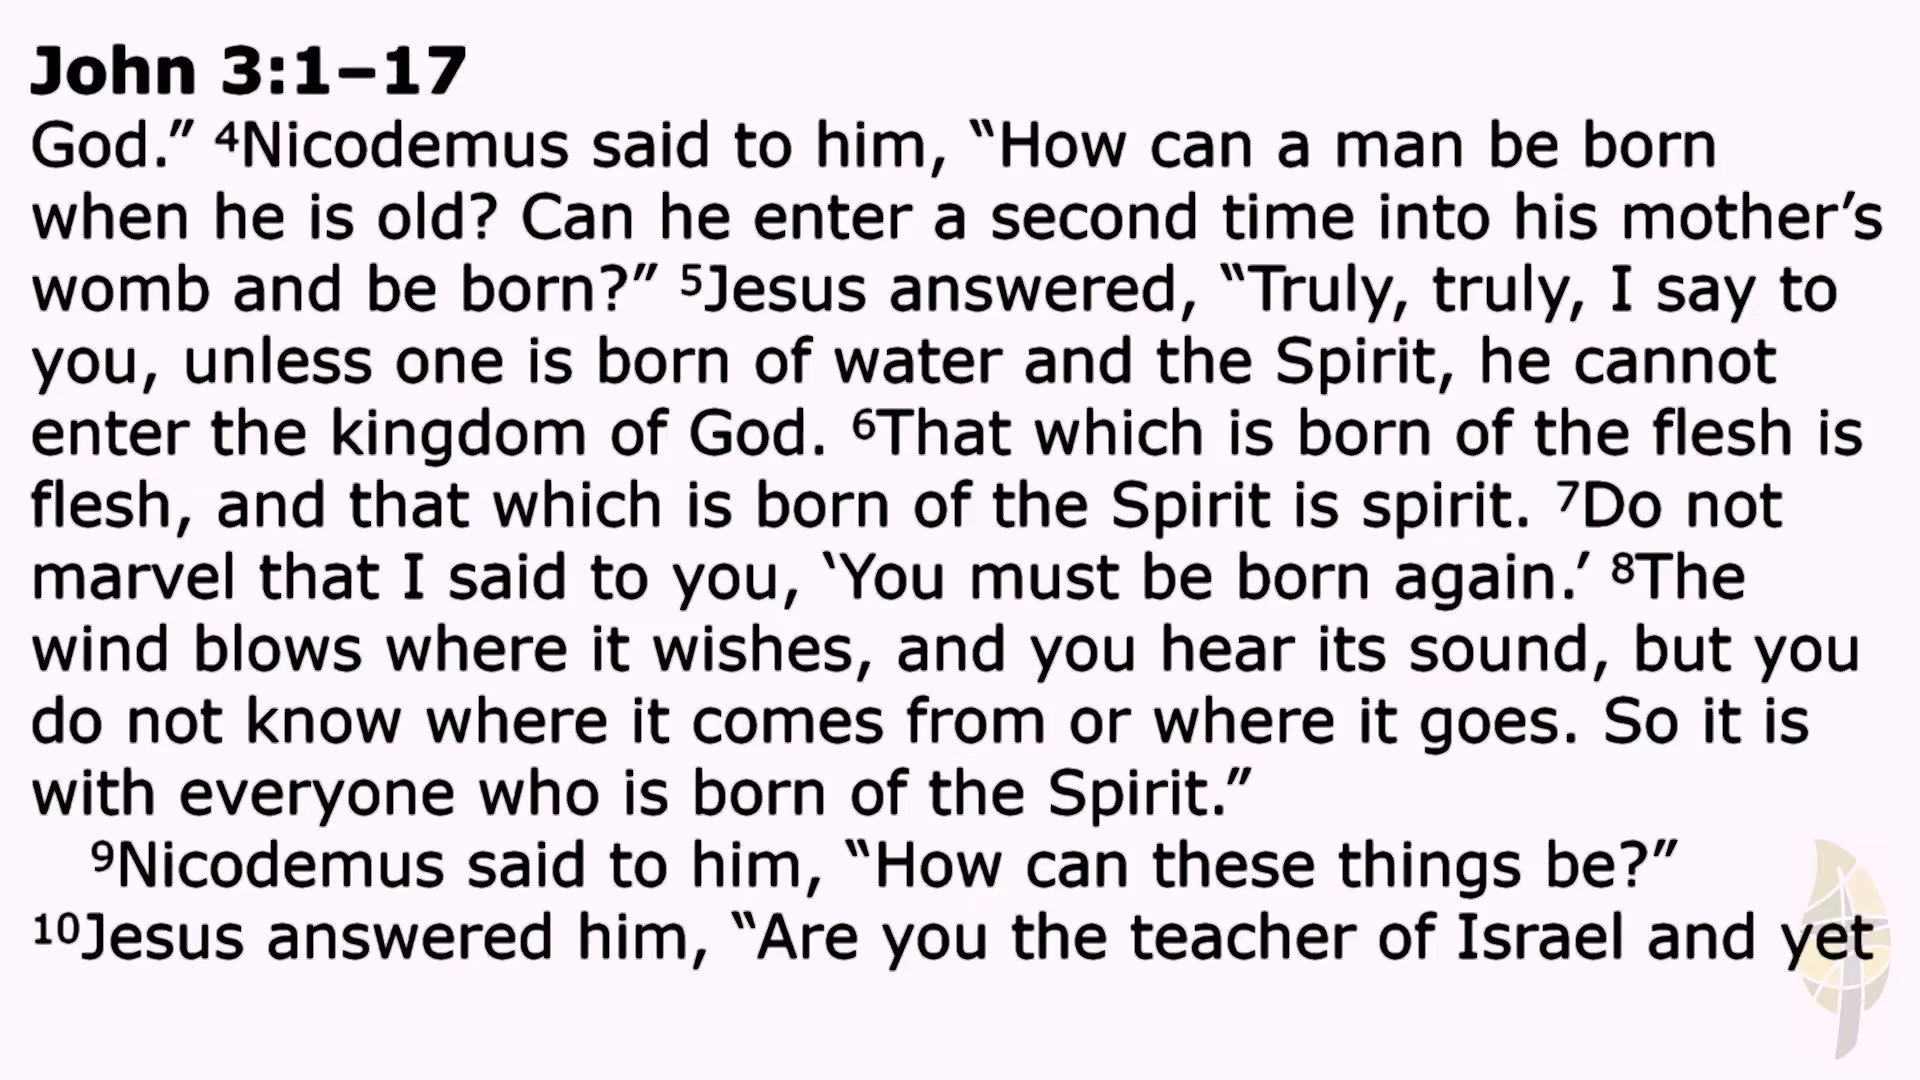 John 3:1–17
God.” ⁴Nicodemus said to him, “How can a man be born
when he is old? Can he enter a second time into his mother’s
womb and be born?” ⁵Jesus answered, “Truly, truly, I say to
you, unless one is born of water and the Spirit, he cannot
enter the kingdom of God. ⁶That which is born of the flesh is
flesh, and that which is born of the Spirit is spirit. ⁷Do not
marvel that I said to you, ‘You must be born again.’ ⁸The
wind blows where it wishes, and you hear its sound, but you
do not know where it comes from or where it goes. So it is
with everyone who is born of the Spirit.”
⁹Nicodemus said to him, “How can these things be?”
¹⁰Jesus answered him, “Are you the teacher of Israel and yet